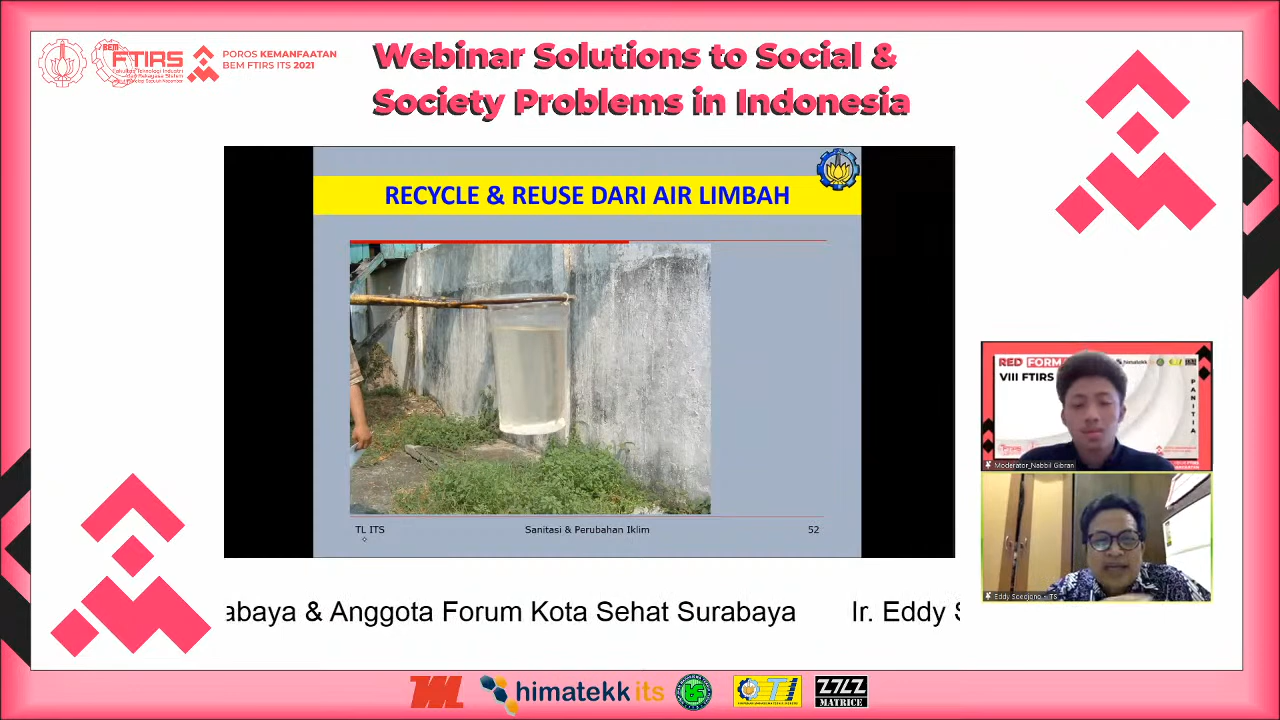 BEM
FTIRS
POROS KEMANFAATAN
BEM FTIRS ITS 2021
Webinar Solutions to Social &
Society Problems in Indonesia
RECYCLE & REUSE DARI AIR LIMBAH
TL ITS
Sanitasi & Perubahan Iklim
52
RED FORM
himatekk
VIII FTIRS
PANITIA
Moderator_Nabbil Gibran
Eddy Soedjono - ITS
abaya & Anggota Forum Kota Sehat Surabaya
Ir. Eddy S
himatekk its
MATRICE